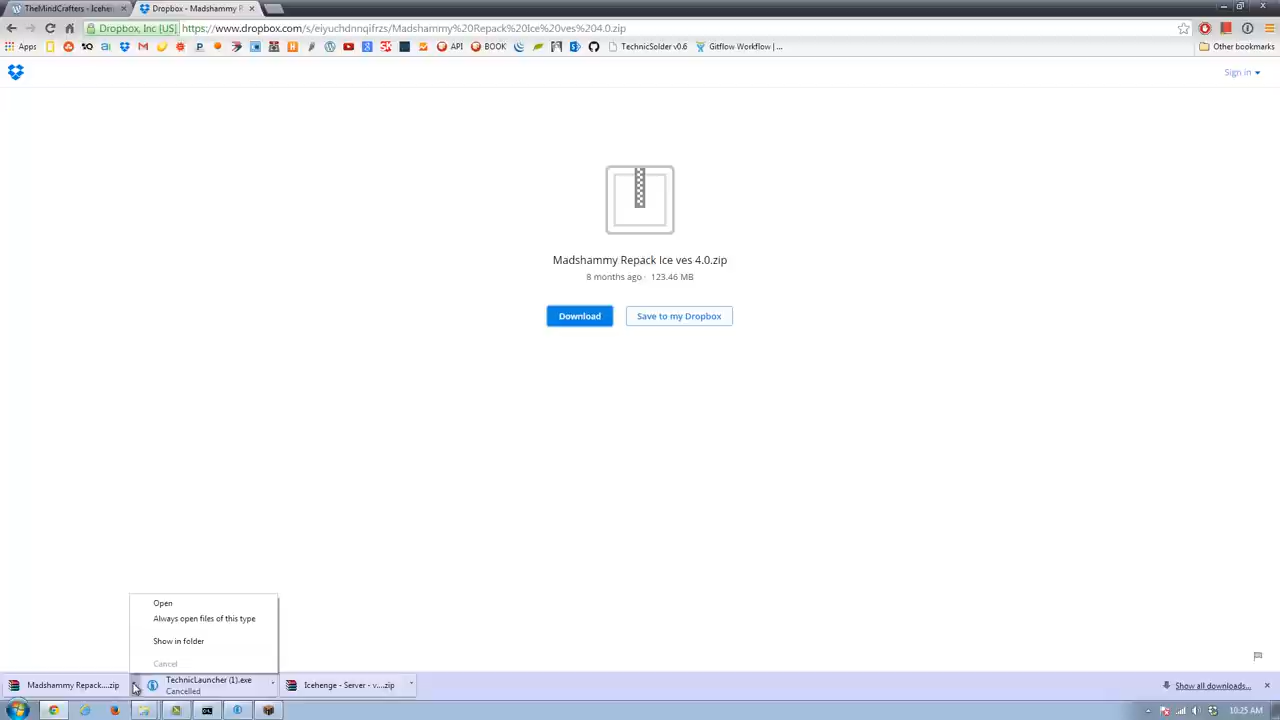 TheMindCrafters - Iceher
Dropbox - Madshammy R
Dropbox, Inc [US]
https://www.dropbox.com/s/eiyuchdnnqifrzs/Madshammy%20Repack%20Ice%20ves%204.0.zip
Apps
API
BOOK
TechnicSolder v0.6
Gitflow Workflow | ...
Other bookmarks
Sign in
Madshammy Repack Ice ves 4.0.zip
8 months ago · 123.46 MB
Download
Save to my Dropbox
Open
Always open files of this type
Show in folder
Cancel
Madshammy Repack....zip
TechnicLauncher (1).exe
Cancelled
Icehenge - Server - v....zip
Show all downloads...
10:25 AM